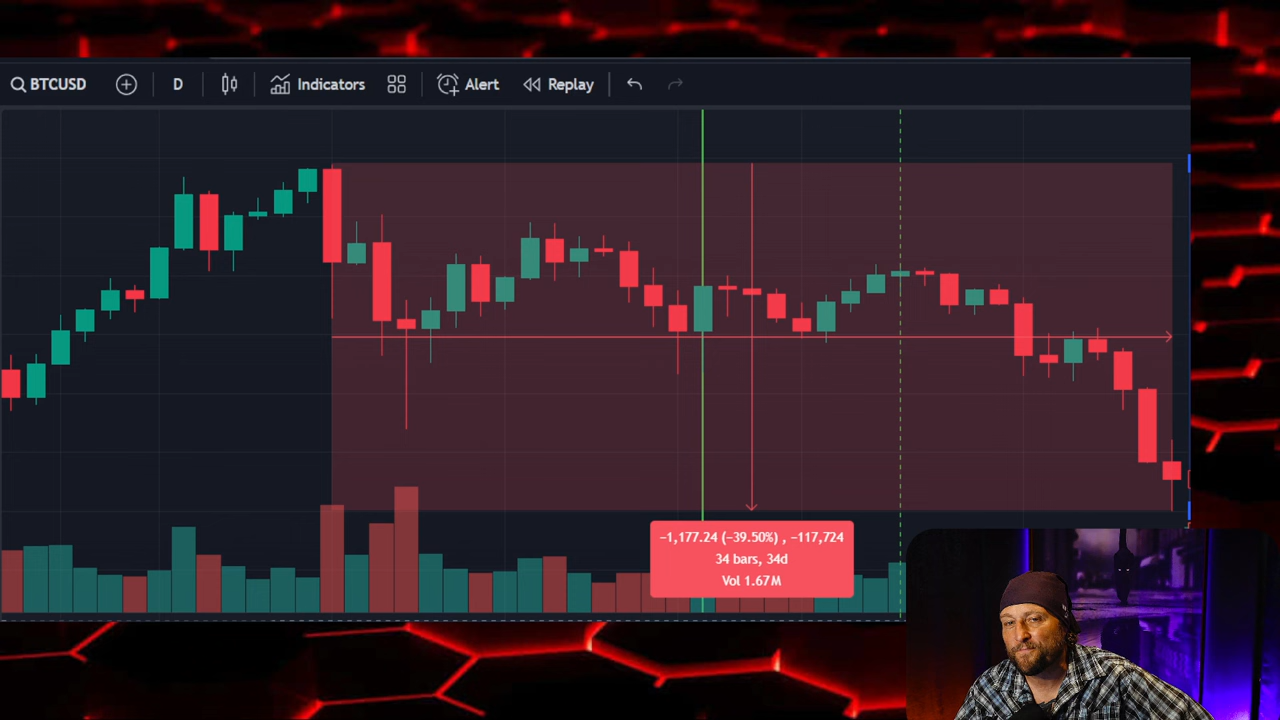 BTCUSD D Indicators Alert Replay
−1,177.24 (−39.50%) , −117,724
34 bars, 34d
Vol 1.67M